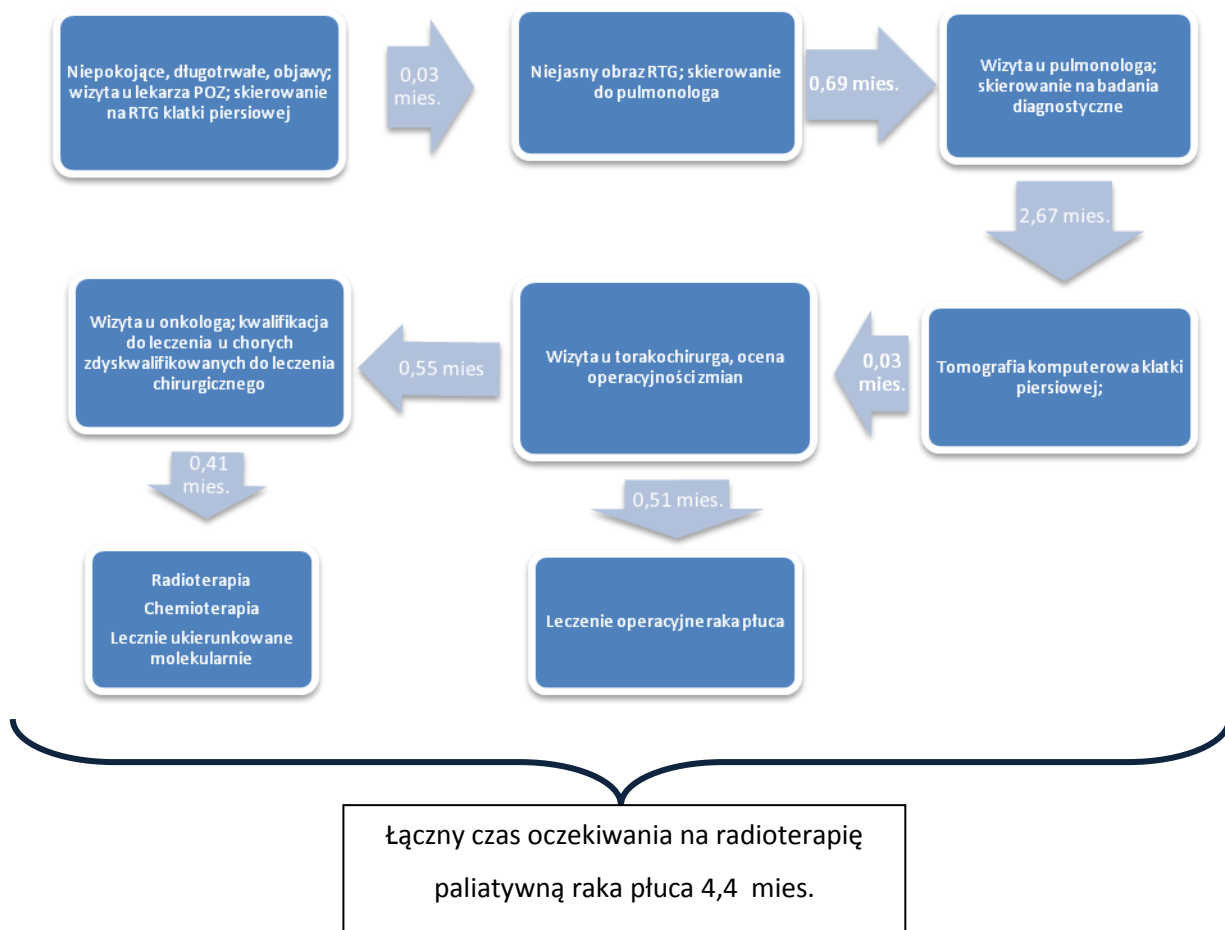 Niepokojące, długotrwałe, objawy;
wizyta u lekarza POZ; skierowanie
na RTG klatki piersiowej
0,03
mies.
Niejasny obraz RTG; skierowanie
do pulmonologa
0,69 mies.
Wizyta u pulmonologa;
skierowanie na badania
diagnostyczne
2,67 mies.
Tomografia komputerowa klatki
piersiowej;
0,03
mies.
Wizyta u torakochirurga, ocena
operacyjności zmian
0,55 mies
Wizyta u onkologa; kwalifikacja
do leczenia u chorych
zdyskwalifikowanych do leczenia
chirurgicznego
0,41
mies.
0,51 mies.
Radioterapia
Chemioterapia
Lecznie ukierunkowane
molekularnie
Leczenie operacyjne raka płuca
Łączny czas oczekiwania na radioterapię
paliatywną raka płuca 4,4 mies.